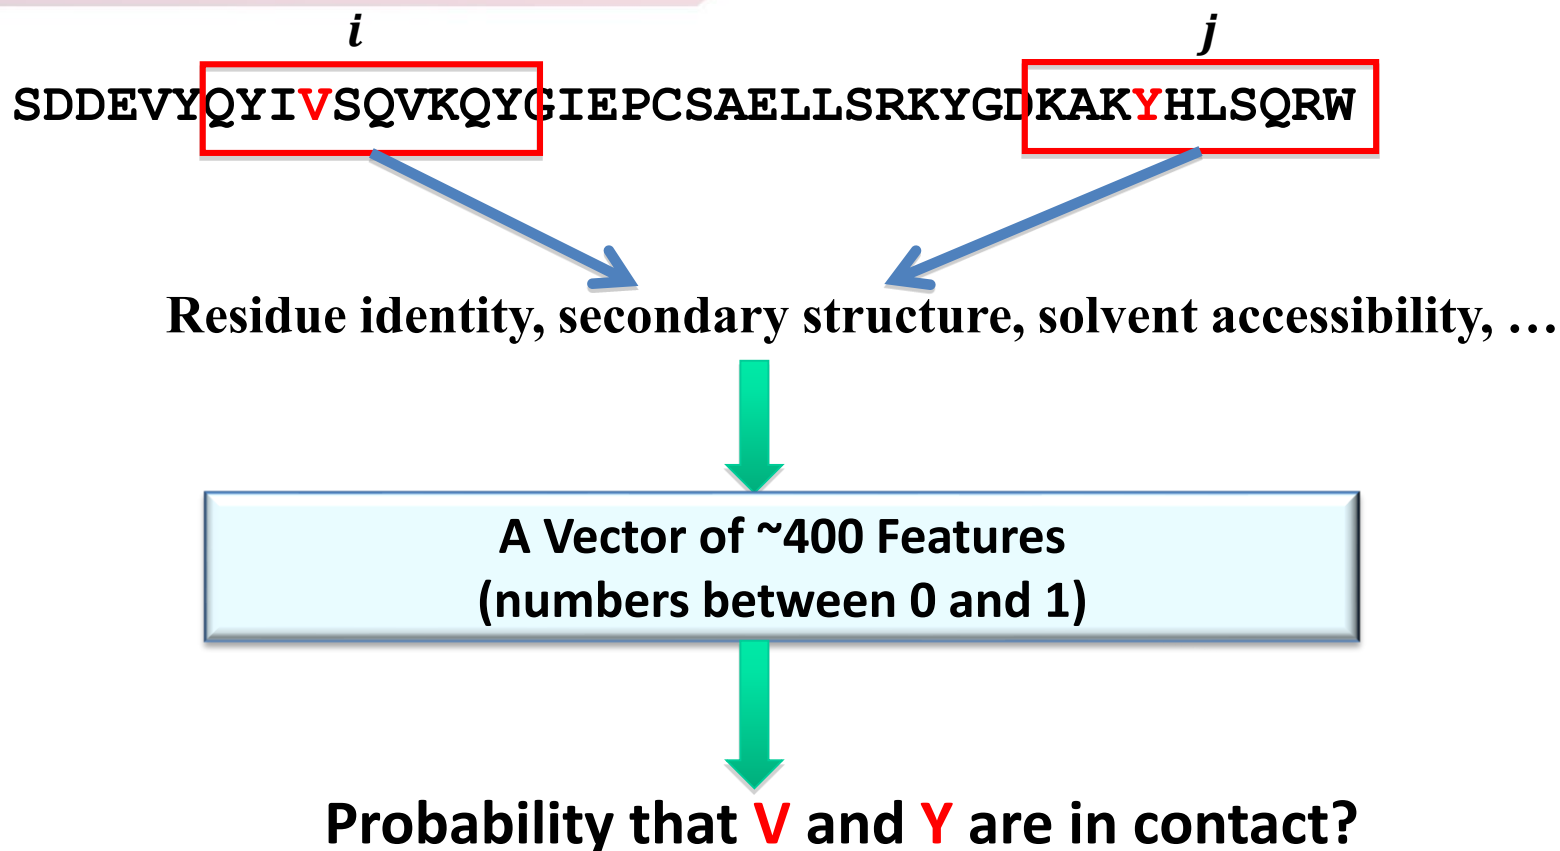 i j
SDDEVYQYIVSQVKQYGIEPCSAELLSRKYGDKAKYHLSQRW
Residue identity, secondary structure, solvent accessibility, …
A Vector of ~400 Features
(numbers between 0 and 1)
Probability that V and Y are in contact?